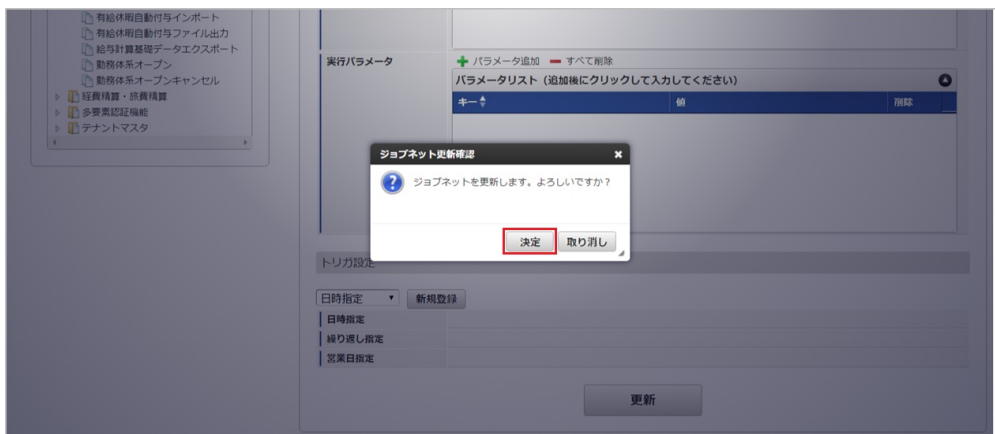 有給休暇自動付与インポート
有給休暇自動付与ファイル出力
給与計算基礎データエクスポート
勤務体系オープン
勤務体系オープンキャンセル
経費精算・旅費精算
多要素認証機能
テナントマスタ
実行パラメータ
パラメータ追加 すべて削除
パラメータリスト（追加後にクリックして入力してください）
キー 値 削除
ジョブネット更新確認
ジョブネットを更新します。よろしいですか？
決定 取り消し
トリガ設定
日時指定 新規登録
日時指定
繰り返し指定
営業日指定
更新